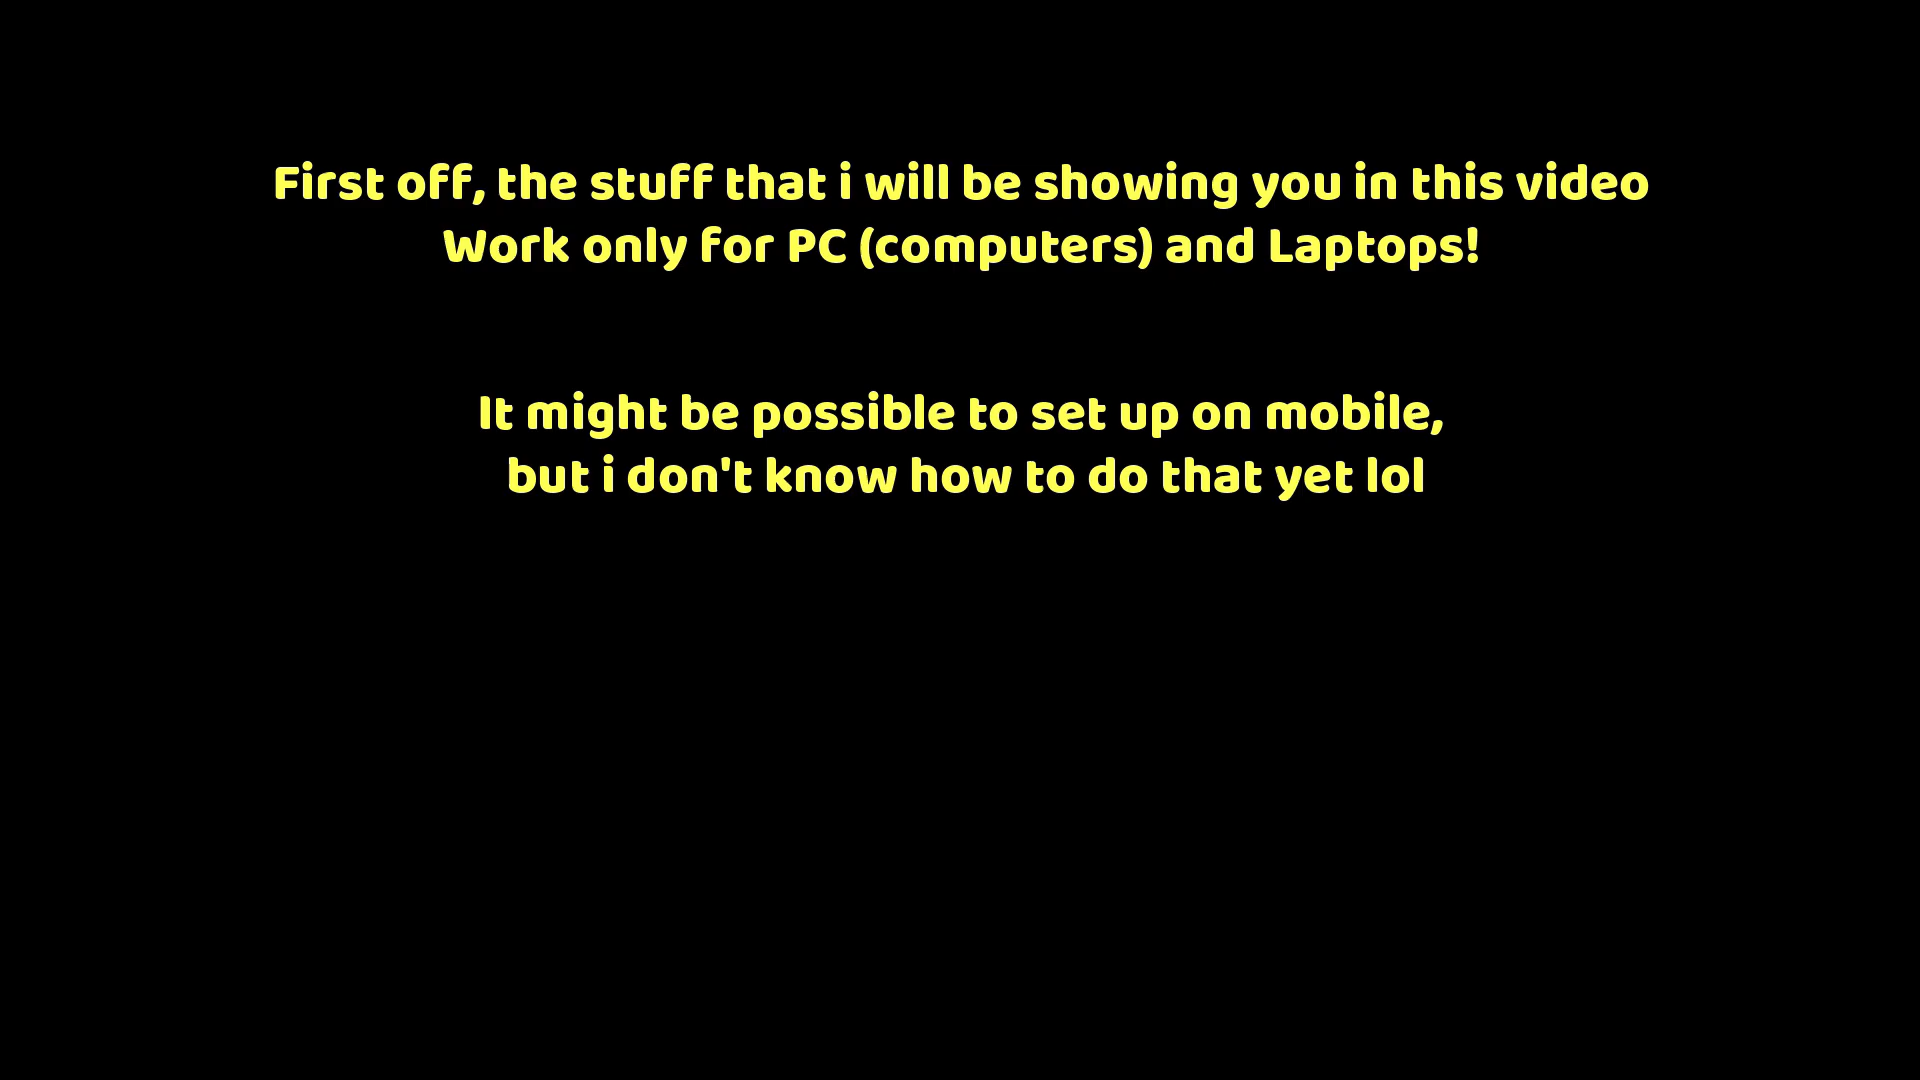 First off, the stuff that i will be showing you in this video
Work only for PC (computers) and Laptops!
It might be possible to set up on mobile,
but i don't know how to do that yet lol